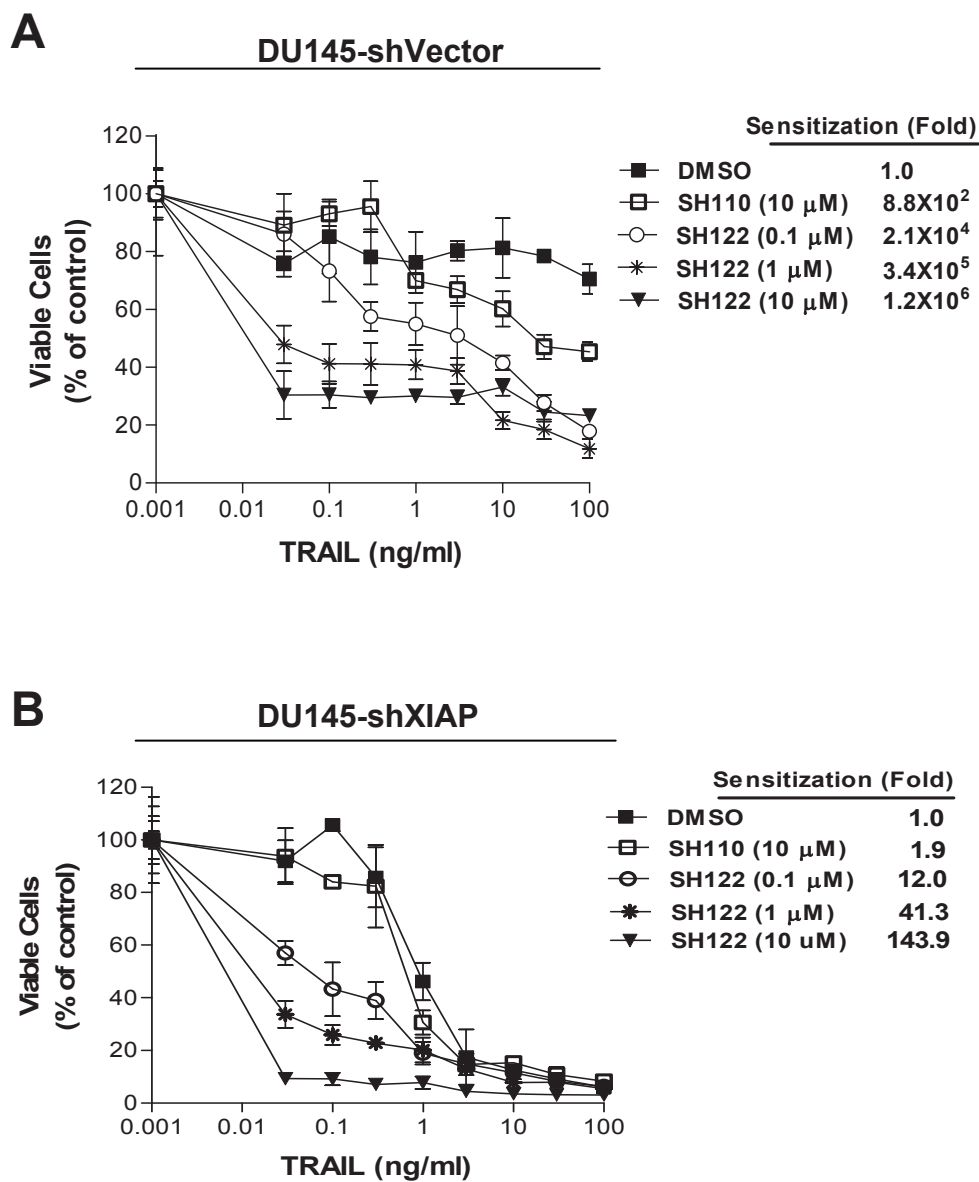 A
DU145-shVector
Sensitization (Fold)
DMSO 1.0
SH110 (10 μM) 8.8X10²
SH122 (0.1 μM) 2.1X10⁴
SH122 (1 μM) 3.4X10⁵
SH122 (10 μM) 1.2X10⁶
120
100
80
60
40
20
0
Viable Cells
(% of control)
0.001 0.01 0.1 1 10 100
TRAIL (ng/ml)
B
DU145-shXIAP
Sensitization (Fold)
DMSO 1.0
SH110 (10 μM) 1.9
SH122 (0.1 μM) 12.0
SH122 (1 μM) 41.3
SH122 (10 uM) 143.9
120
100
80
60
40
20
0
Viable Cells
(% of control)
0.001 0.01 0.1 1 10 100
TRAIL (ng/ml)